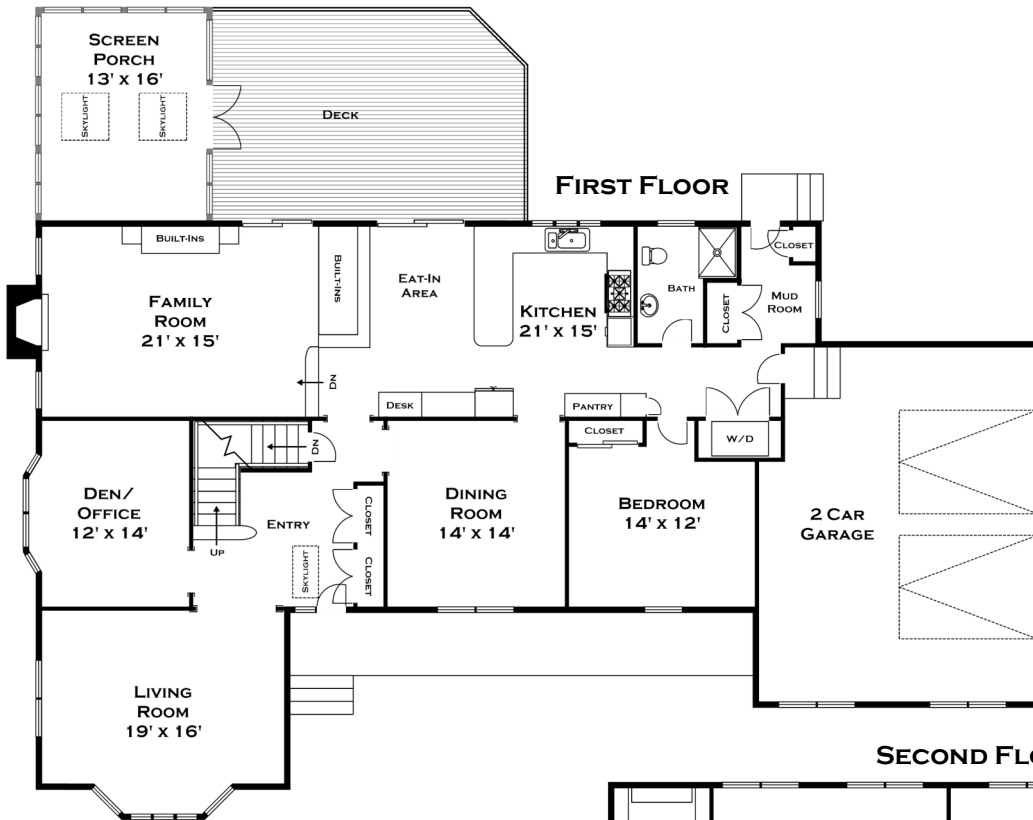 SCREEN
PORCH
13' x 16'
SKYLIGHT
SKYLIGHT
DECK
FIRST FLOOR
BUILT-INS
BUILT-INS
EAT-IN
AREA
FAMILY
ROOM
21' x 15'
KITCHEN
21' x 15'
BATH
CLOSET
CLOSET
MUD
ROOM
DN
DESK
PANTRY
CLOSET
W/D
DN
DEN/
OFFICE
12' x 14'
UP
ENTRY
SKYLIGHT
CLOSET
CLOSET
DINING
ROOM
14' x 14'
BEDROOM
14' x 12'
2 CAR
GARAGE
LIVING
ROOM
19' x 16'
SECOND FLO